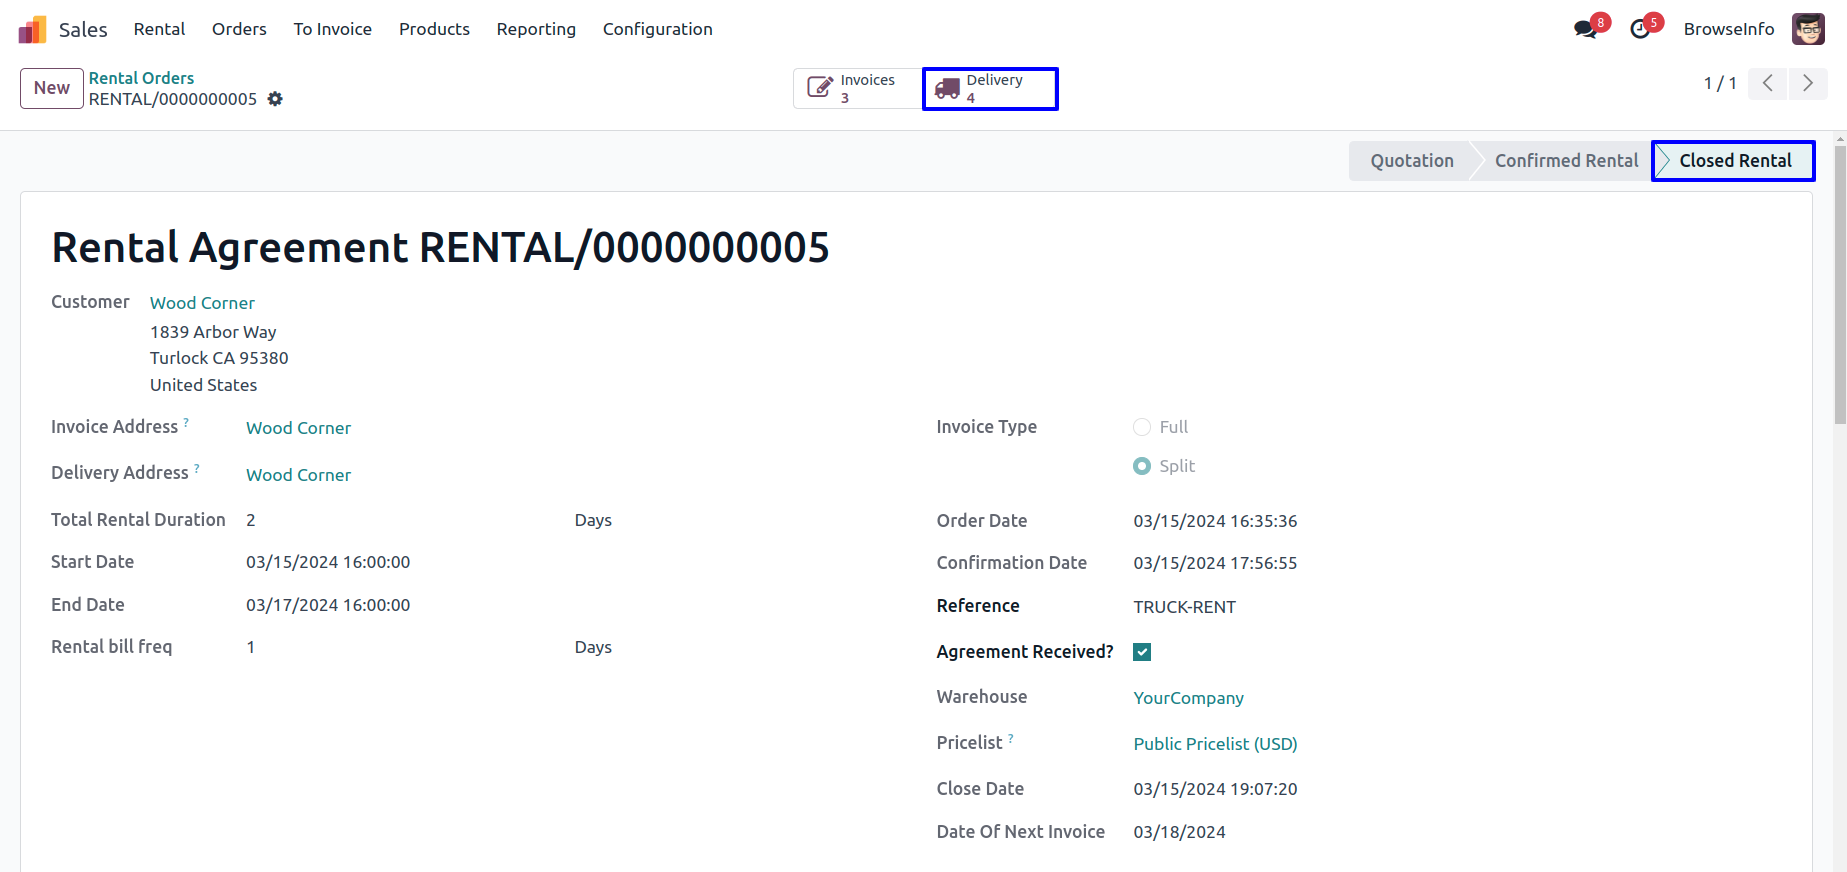 Sales Rental Orders To Invoice Products Reporting Configuration 8 5 BrowseInfo
New Rental Orders
RENTAL/0000000005
Invoices
3
Delivery
4
1 / 1
Quotation Confirmed Rental Closed Rental
Rental Agreement RENTAL/0000000005
Customer Wood Corner
1839 Arbor Way
Turlock CA 95380
United States
Invoice Address ? Wood Corner
Delivery Address ? Wood Corner
Total Rental Duration 2 Days
Start Date 03/15/2024 16:00:00
End Date 03/17/2024 16:00:00
Rental bill freq 1 Days
Invoice Type Full
Split
Order Date 03/15/2024 16:35:36
Confirmation Date 03/15/2024 17:56:55
Reference TRUCK-RENT
Agreement Received?
Warehouse YourCompany
Pricelist ? Public Pricelist (USD)
Close Date 03/15/2024 19:07:20
Date Of Next Invoice 03/18/2024